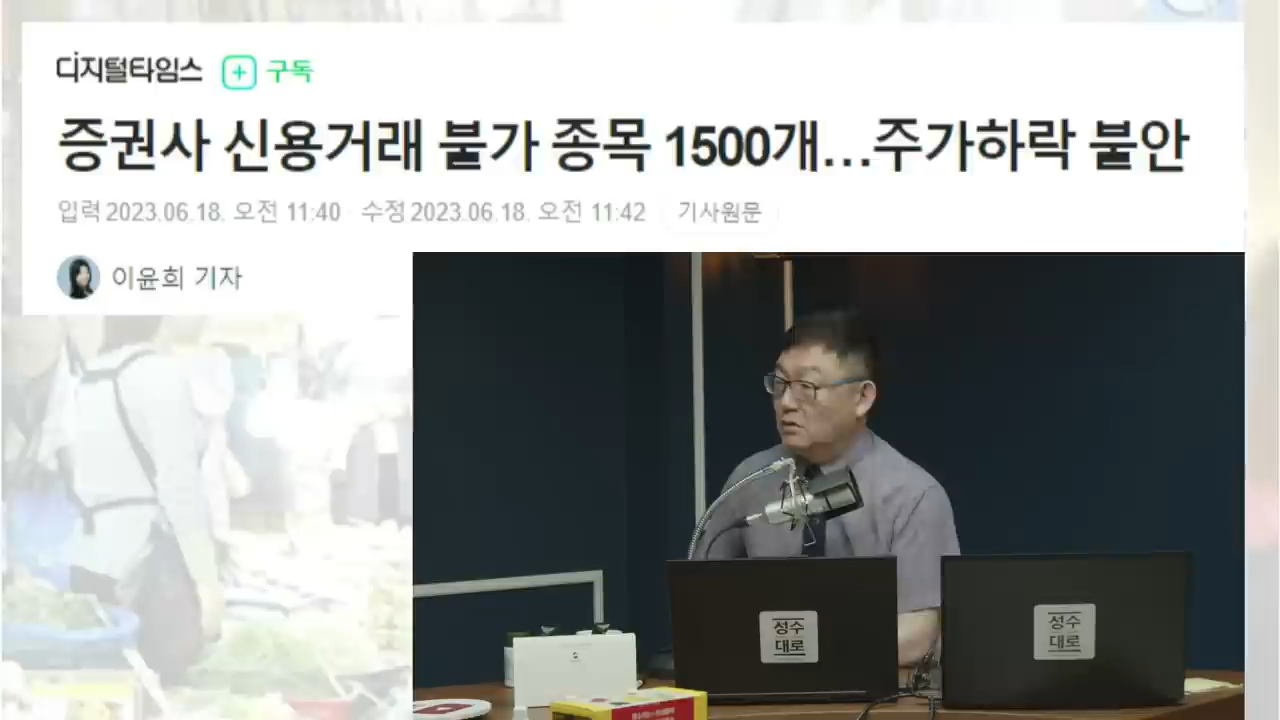 디지털타임스 구독
증권사 신용거래 불가 종목 1500개…주가하락 불안
입력 2023.06.18. 오전 11:40 · 수정 2023.06.18. 오전 11:42 기사원문
이윤희 기자
성수
대로
성수
대로